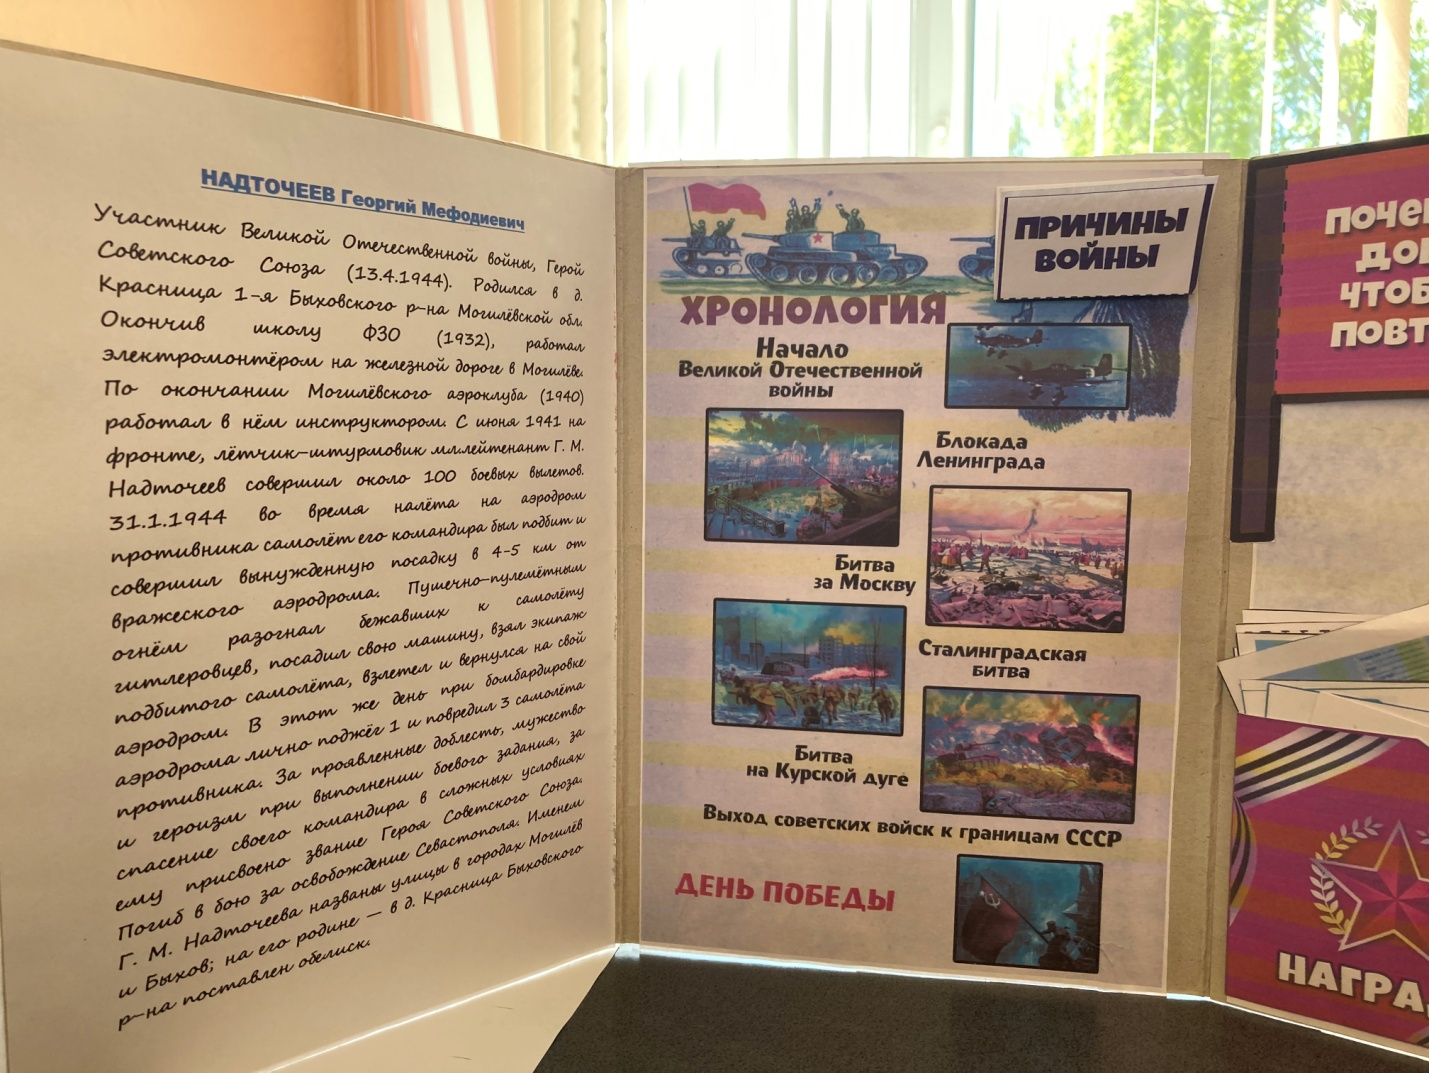 НАДТОЧЕЕВ Георгий Мефодиевич
Участник Великой Отечественной войны, Герой
Советского Союза (13.4.1944). Родился в д.
Красница 1-я Быховского р-на Могилёвской обл.
Окончив школу ФЗО (1932), работал
электромонтёром на железной дороге в Могилёве.
По окончании Могилёвского аэроклуба (1940)
работал в нём инструктором. С июня 1941 на
фронте, лётчик-штурмовик мл.лейтенант Г. М.
Надточеев совершил около 100 боевых вылетов.
31.1.1944 во время налёта на аэродром
противника самолёт его командира был подбит и
совершил вынужденную посадку в 4-5 км от
вражеского аэродрома. Пушечно-пулемётным
огнём разогнал бежавших к самолёту
гитлеровцев, посадил свою машину, взял экипаж
подбитого самолёта, взлетел и вернулся на свой
аэродром. В этот же день при бомбардировке
аэродрома лично поджёг 1 и повредил 3 самолёта
противника. За проявленные доблесть, мужество
и героизм при выполнении боевого задания, за
спасение своего командира в сложных условиях
ему присвоено звание Героя Советского Союза.
Погиб в бою за освобождение Севастополя. Именем
Г. М. Надточеева названы улицы в городах Могилёв
и Быхов; на его родине — в д. Красница Быховского
р-на поставлен обелиск.
ПРИЧИНЫ
ВОЙНЫ
ХРОНОЛОГИЯ
Начало
Великой Отечественной
войны
Блокада
Ленинграда
Битва
за Москву
Сталинградская
битва
Битва
на Курской дуге
Выход советских войск к границам СССР
ДЕНЬ ПОБЕДЫ
ЧТОБ